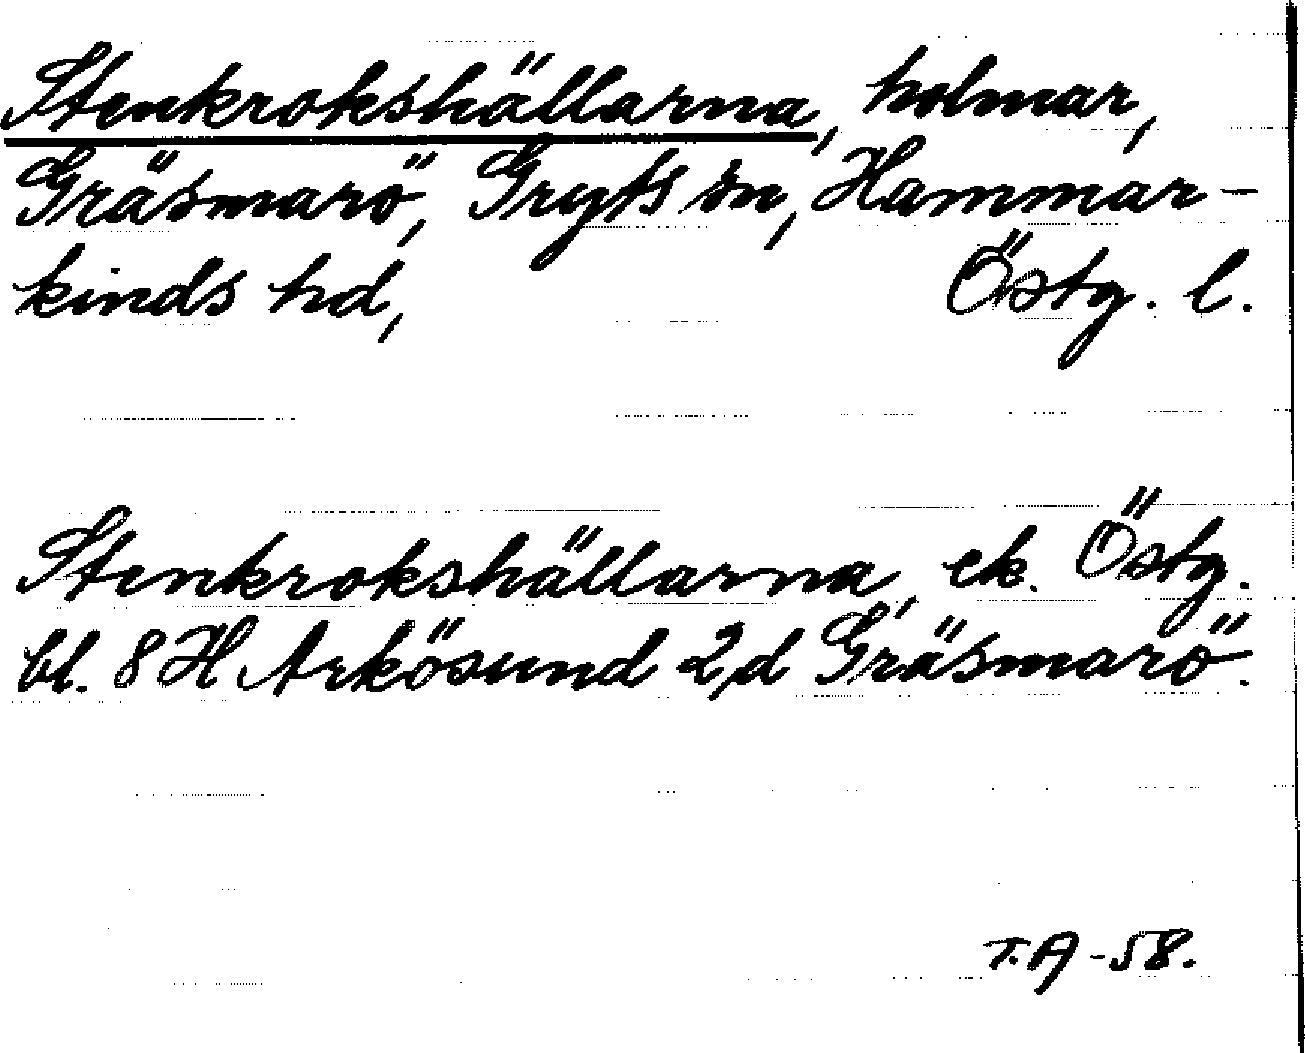 Stenkrokshällarna, holmar,
Gräsmarö, Gryts sn, Hammar-
kinds hd, Östg. l.
Stenkrokshällarna, ek. Östg.
bl. 8 H Arkösund 2,d Gräsmarö.
T.A -58.